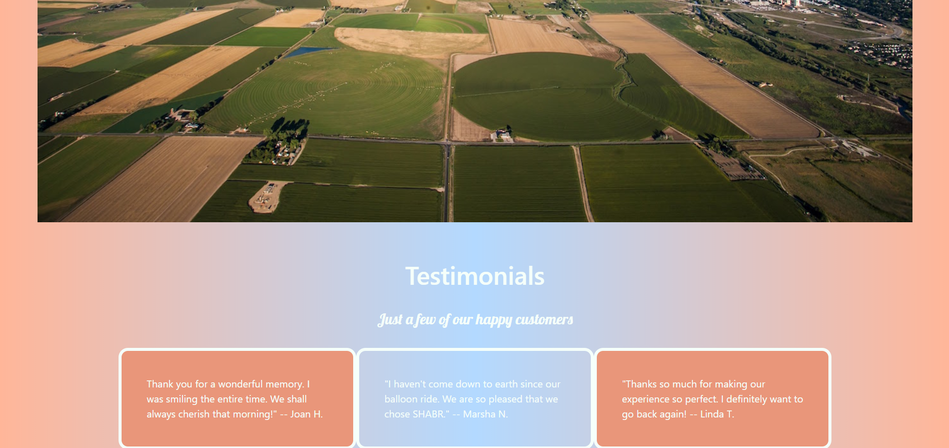 Testimonials
Just a few of our happy customers
Thank you for a wonderful memory. I
was smiling the entire time. We shall
always cherish that morning!" -- Joan H.
"I haven't come down to earth since our
balloon ride. We are so pleased that we
chose SHABR." -- Marsha N.
"Thanks so much for making our
experience so perfect. I definitely want to
go back again! -- Linda T.